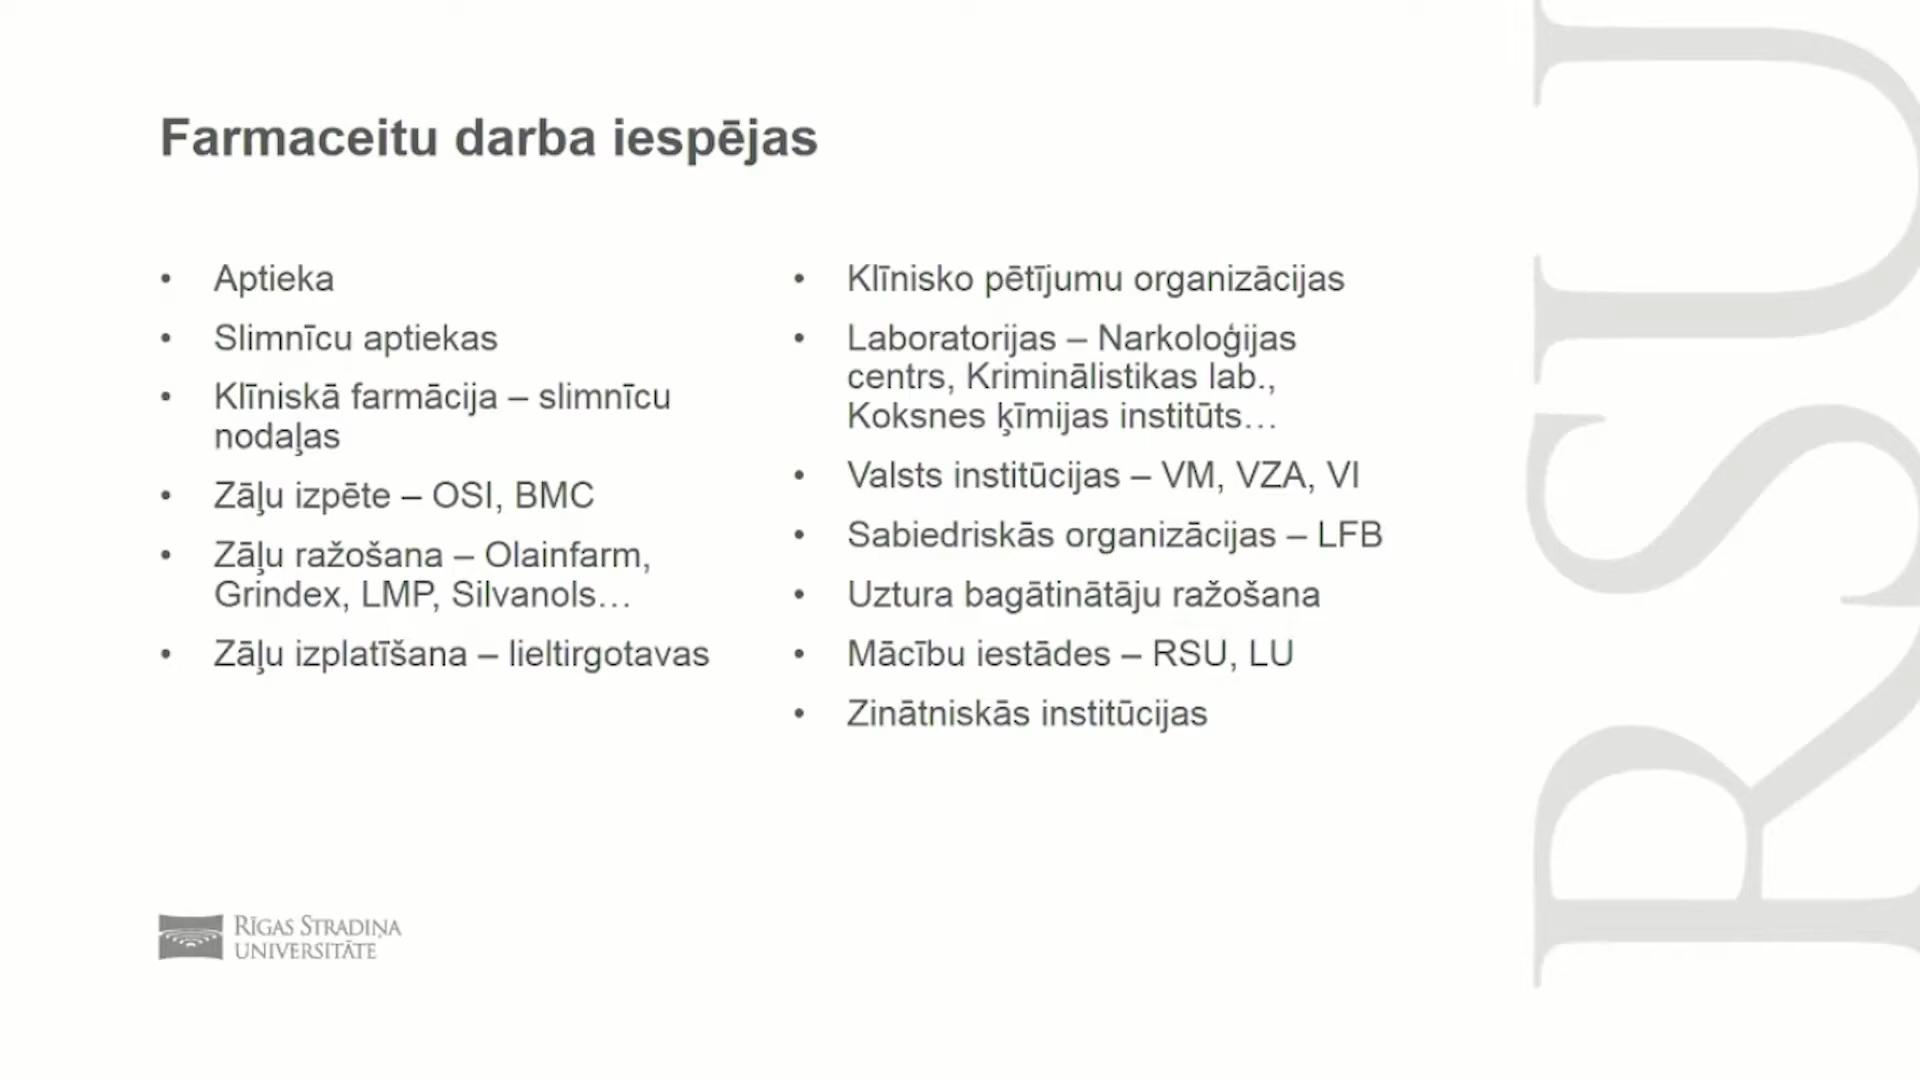 Farmaceitu darba iespējas
• Aptieka
• Slimnīcu aptiekas
• Klīniskā farmācija – slimnīcu
nodaļas
• Zāļu izpēte – OSI, BMC
• Zāļu ražošana – Olainfarm,
Grindex, LMP, Silvanols…
• Zāļu izplatīšana – lieltirgotavas
• Klīnisko pētījumu organizācijas
• Laboratorijas – Narkoloģijas
centrs, Kriminālistikas lab.,
Koksnes ķīmijas institūts…
• Valsts institūcijas – VM, VZA, VI
• Sabiedriskās organizācijas – LFB
• Uztura bagātinātāju ražošana
• Mācību iestādes – RSU, LU
• Zinātniskās institūcijas
RĪGAS STRADIŅA
UNIVERSITĀTE
RSU